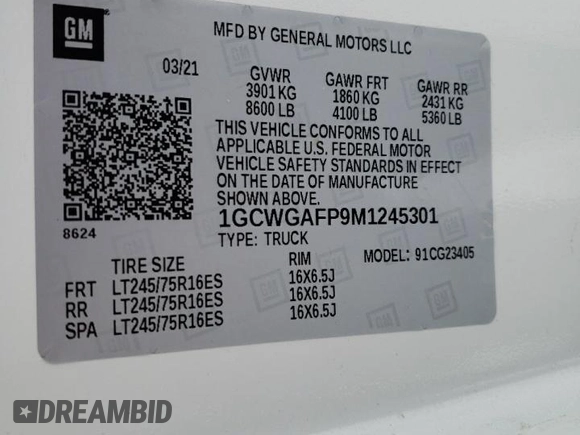 GM
MFD BY GENERAL MOTORS LLC
03/21
GVWR
3901 KG
8600 LB
GAWR FRT
1860 KG
4100 LB
GAWR RR
2431 KG
5360 LB
THIS VEHICLE CONFORMS TO ALL
APPLICABLE U.S. FEDERAL MOTOR
VEHICLE SAFETY STANDARDS IN EFFECT
ON THE DATE OF MANUFACTURE
SHOWN ABOVE.
8624
1GCWGAFP9M1245301
TYPE: TRUCK
MODEL: 91CG23405
TIRE SIZE RIM
FRT LT245/75R16ES 16X6.5J
RR LT245/75R16ES 16X6.5J
SPA LT245/75R16ES 16X6.5J
DREAMBID